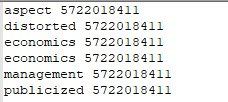 aspect 5722018411
distorted 5722018411
economics 5722018411
economics 5722018411
management 5722018411
publicized 5722018411